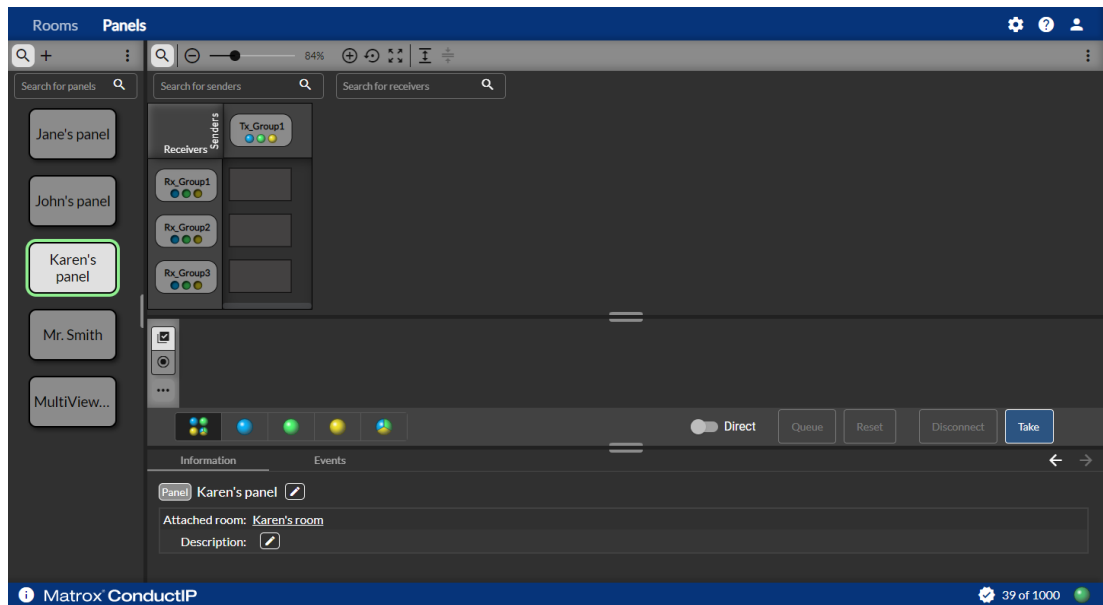 Rooms Panels
84%
Search for panels
Search for senders
Search for receivers
Jane's panel
John's panel
Karen's
panel
Mr. Smith
MultiView...
Senders
Receivers
Tx_Group1
Rx_Group1
Rx_Group2
Rx_Group3
Direct
Queue
Reset
Disconnect
Take
Information
Events
Panel Karen's panel
Attached room: Karen's room
Description:
Matrox® ConductIP
39 of 1000